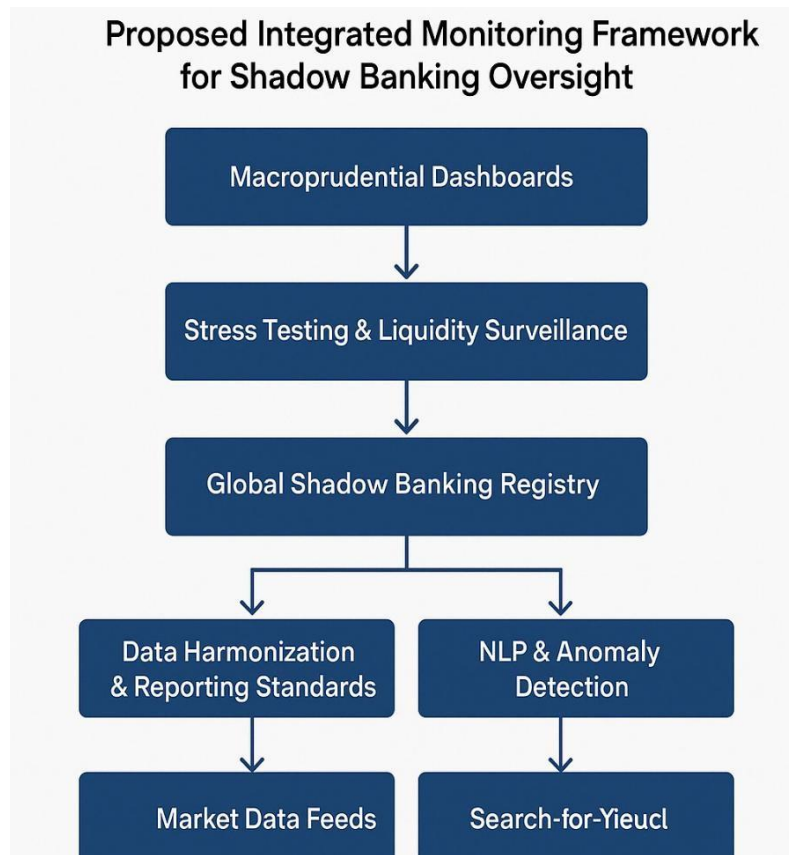 Proposed Integrated Monitoring Framework
for Shadow Banking Oversight
Macroprudential Dashboards
Stress Testing & Liquidity Surveillance
Global Shadow Banking Registry
Data Harmonization
& Reporting Standards
NLP & Anomaly
Detection
Market Data Feeds
Search-for-Yieucl